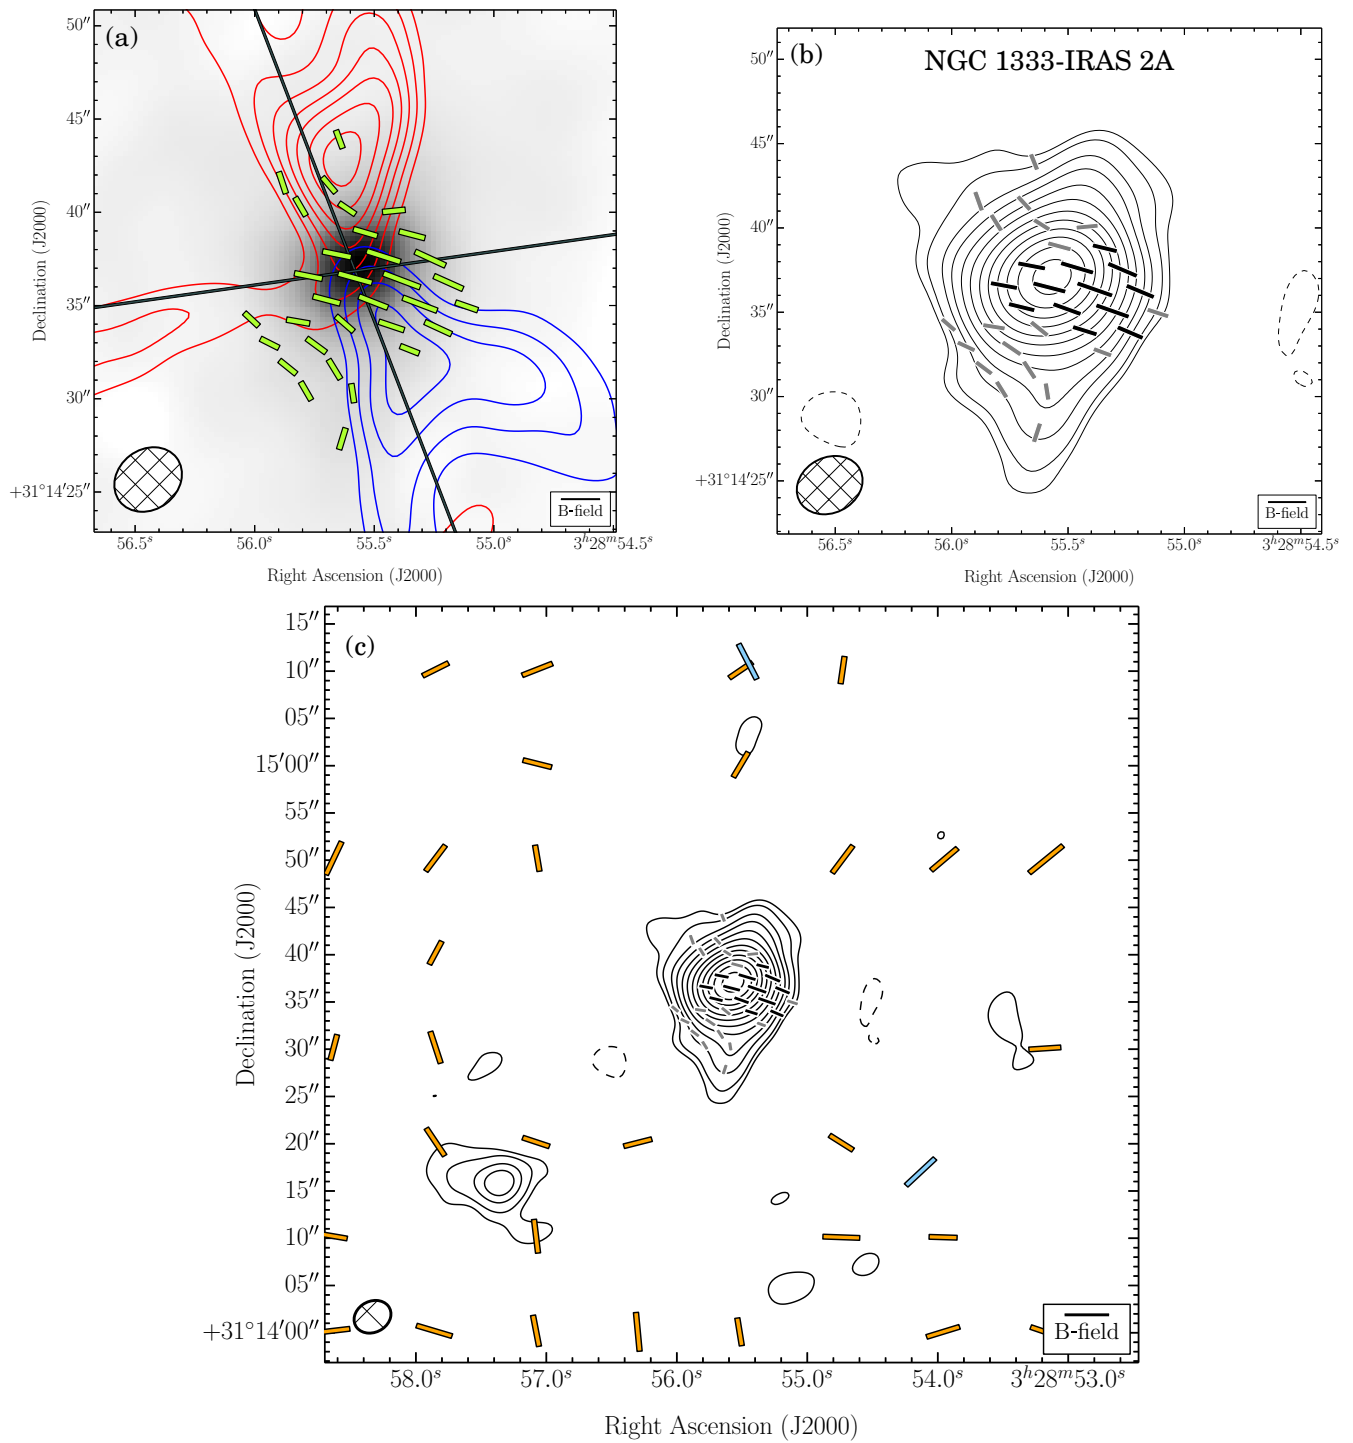 (a)
50″
45″
40″
35″
30″
+31°14′25″
Declination (J2000)
B-field
56.5ˢ 56.0ˢ 55.5ˢ 55.0ˢ 3ʰ28ᵐ54.5ˢ
Right Ascension (J2000)
(b)
NGC 1333-IRAS 2A
50″
45″
40″
35″
30″
+31°14′25″
Declination (J2000)
B-field
56.5ˢ 56.0ˢ 55.5ˢ 55.0ˢ 3ʰ28ᵐ54.5ˢ
Right Ascension (J2000)
(c)
15″
10″
05″
15′00″
55″
50″
45″
40″
35″
30″
25″
20″
15″
10″
05″
+31°14′00″
Declination (J2000)
B-field
58.0ˢ 57.0ˢ 56.0ˢ 55.0ˢ 54.0ˢ 3ʰ28ᵐ53.0ˢ
Right Ascension (J2000)